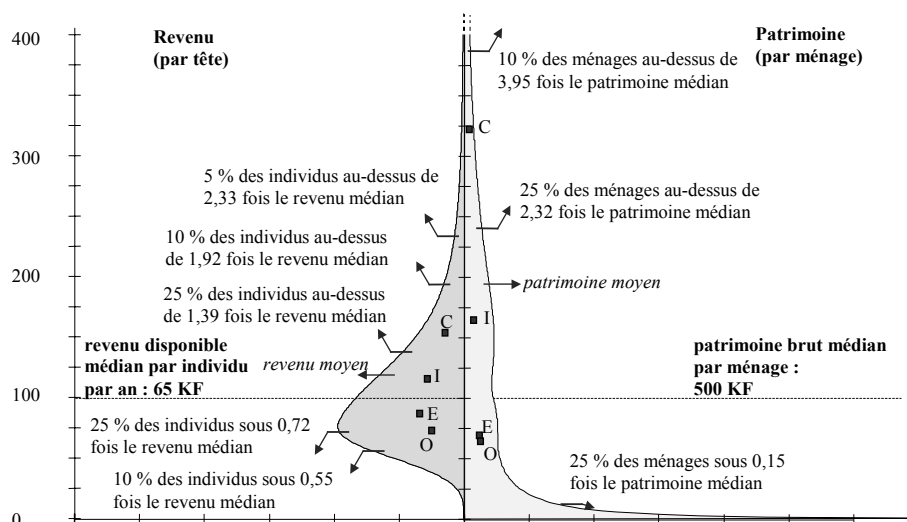 400
300
200
100
0
Revenu
(par tête)
Patrimoine
(par ménage)
10 % des ménages au-dessus de
3,95 fois le patrimoine médian
C
5 % des individus au-dessus de
2,33 fois le revenu médian
25 % des ménages au-dessus de
2,32 fois le patrimoine médian
10 % des individus au-dessus
de 1,92 fois le revenu médian
patrimoine moyen
25 % des individus au-dessus
de 1,39 fois le revenu médian
C
I
revenu disponible
médian par individu
par an : 65 KF
revenu moyen
I
patrimoine brut médian
par ménage :
500 KF
25 % des individus sous 0,72
fois le revenu médian
E
O
E
O
10 % des individus sous 0,55
fois le revenu médian
25 % des ménages sous 0,15
fois le patrimoine médian